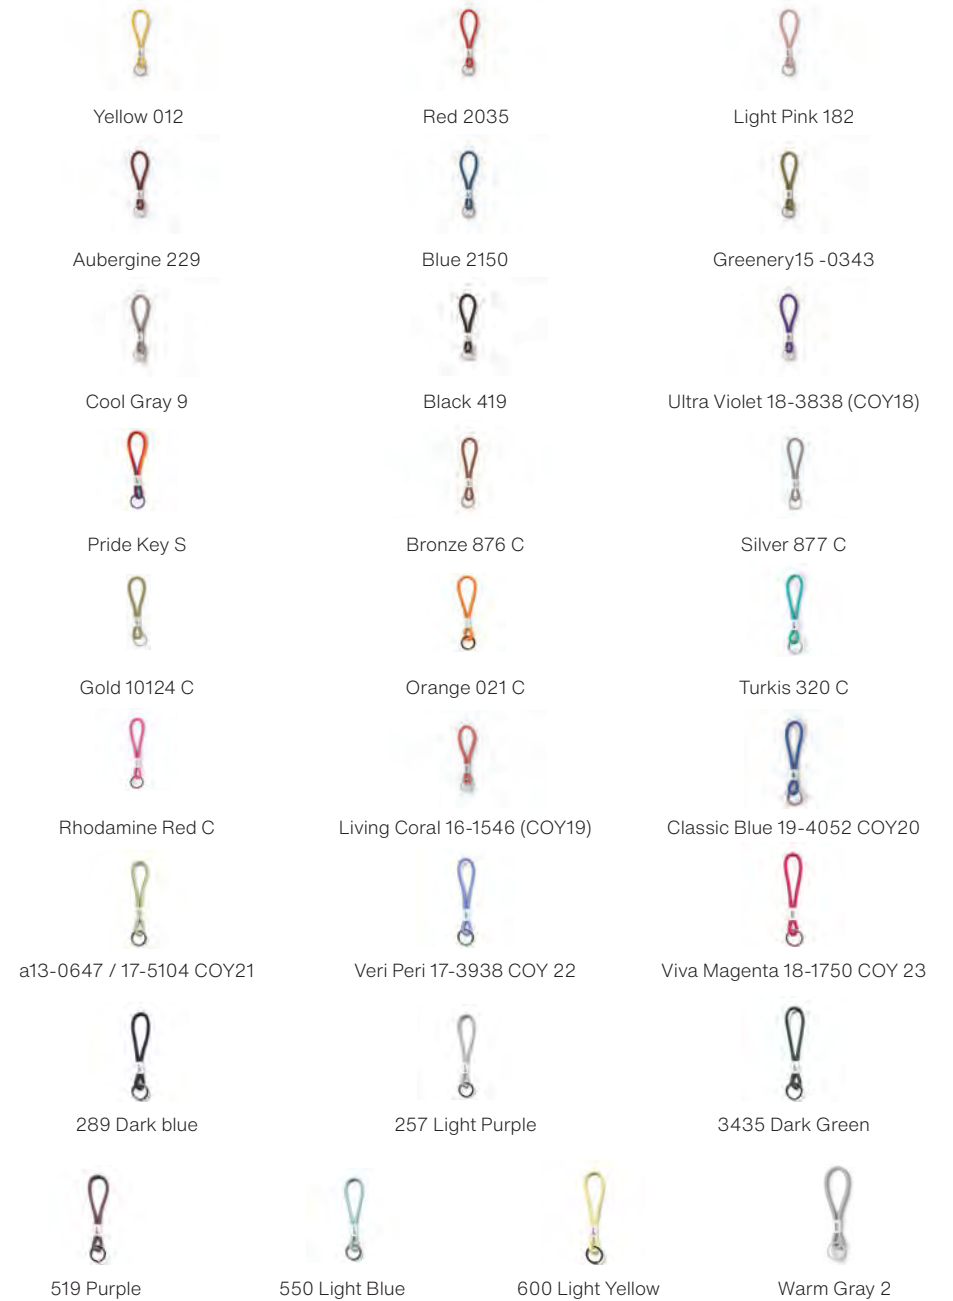 Yellow 012
Red 2035
Light Pink 182
Aubergine 229
Blue 2150
Greenery15 -0343
Cool Gray 9
Black 419
Ultra Violet 18-3838 (COY18)
Pride Key S
Bronze 876 C
Silver 877 C
Gold 10124 C
Orange 021 C
Turkis 320 C
Rhodamine Red C
Living Coral 16-1546 (COY19)
Classic Blue 19-4052 COY20
a13-0647 / 17-5104 COY21
Veri Peri 17-3938 COY 22
Viva Magenta 18-1750 COY 23
289 Dark blue
257 Light Purple
3435 Dark Green
519 Purple
550 Light Blue
600 Light Yellow
Warm Gray 2